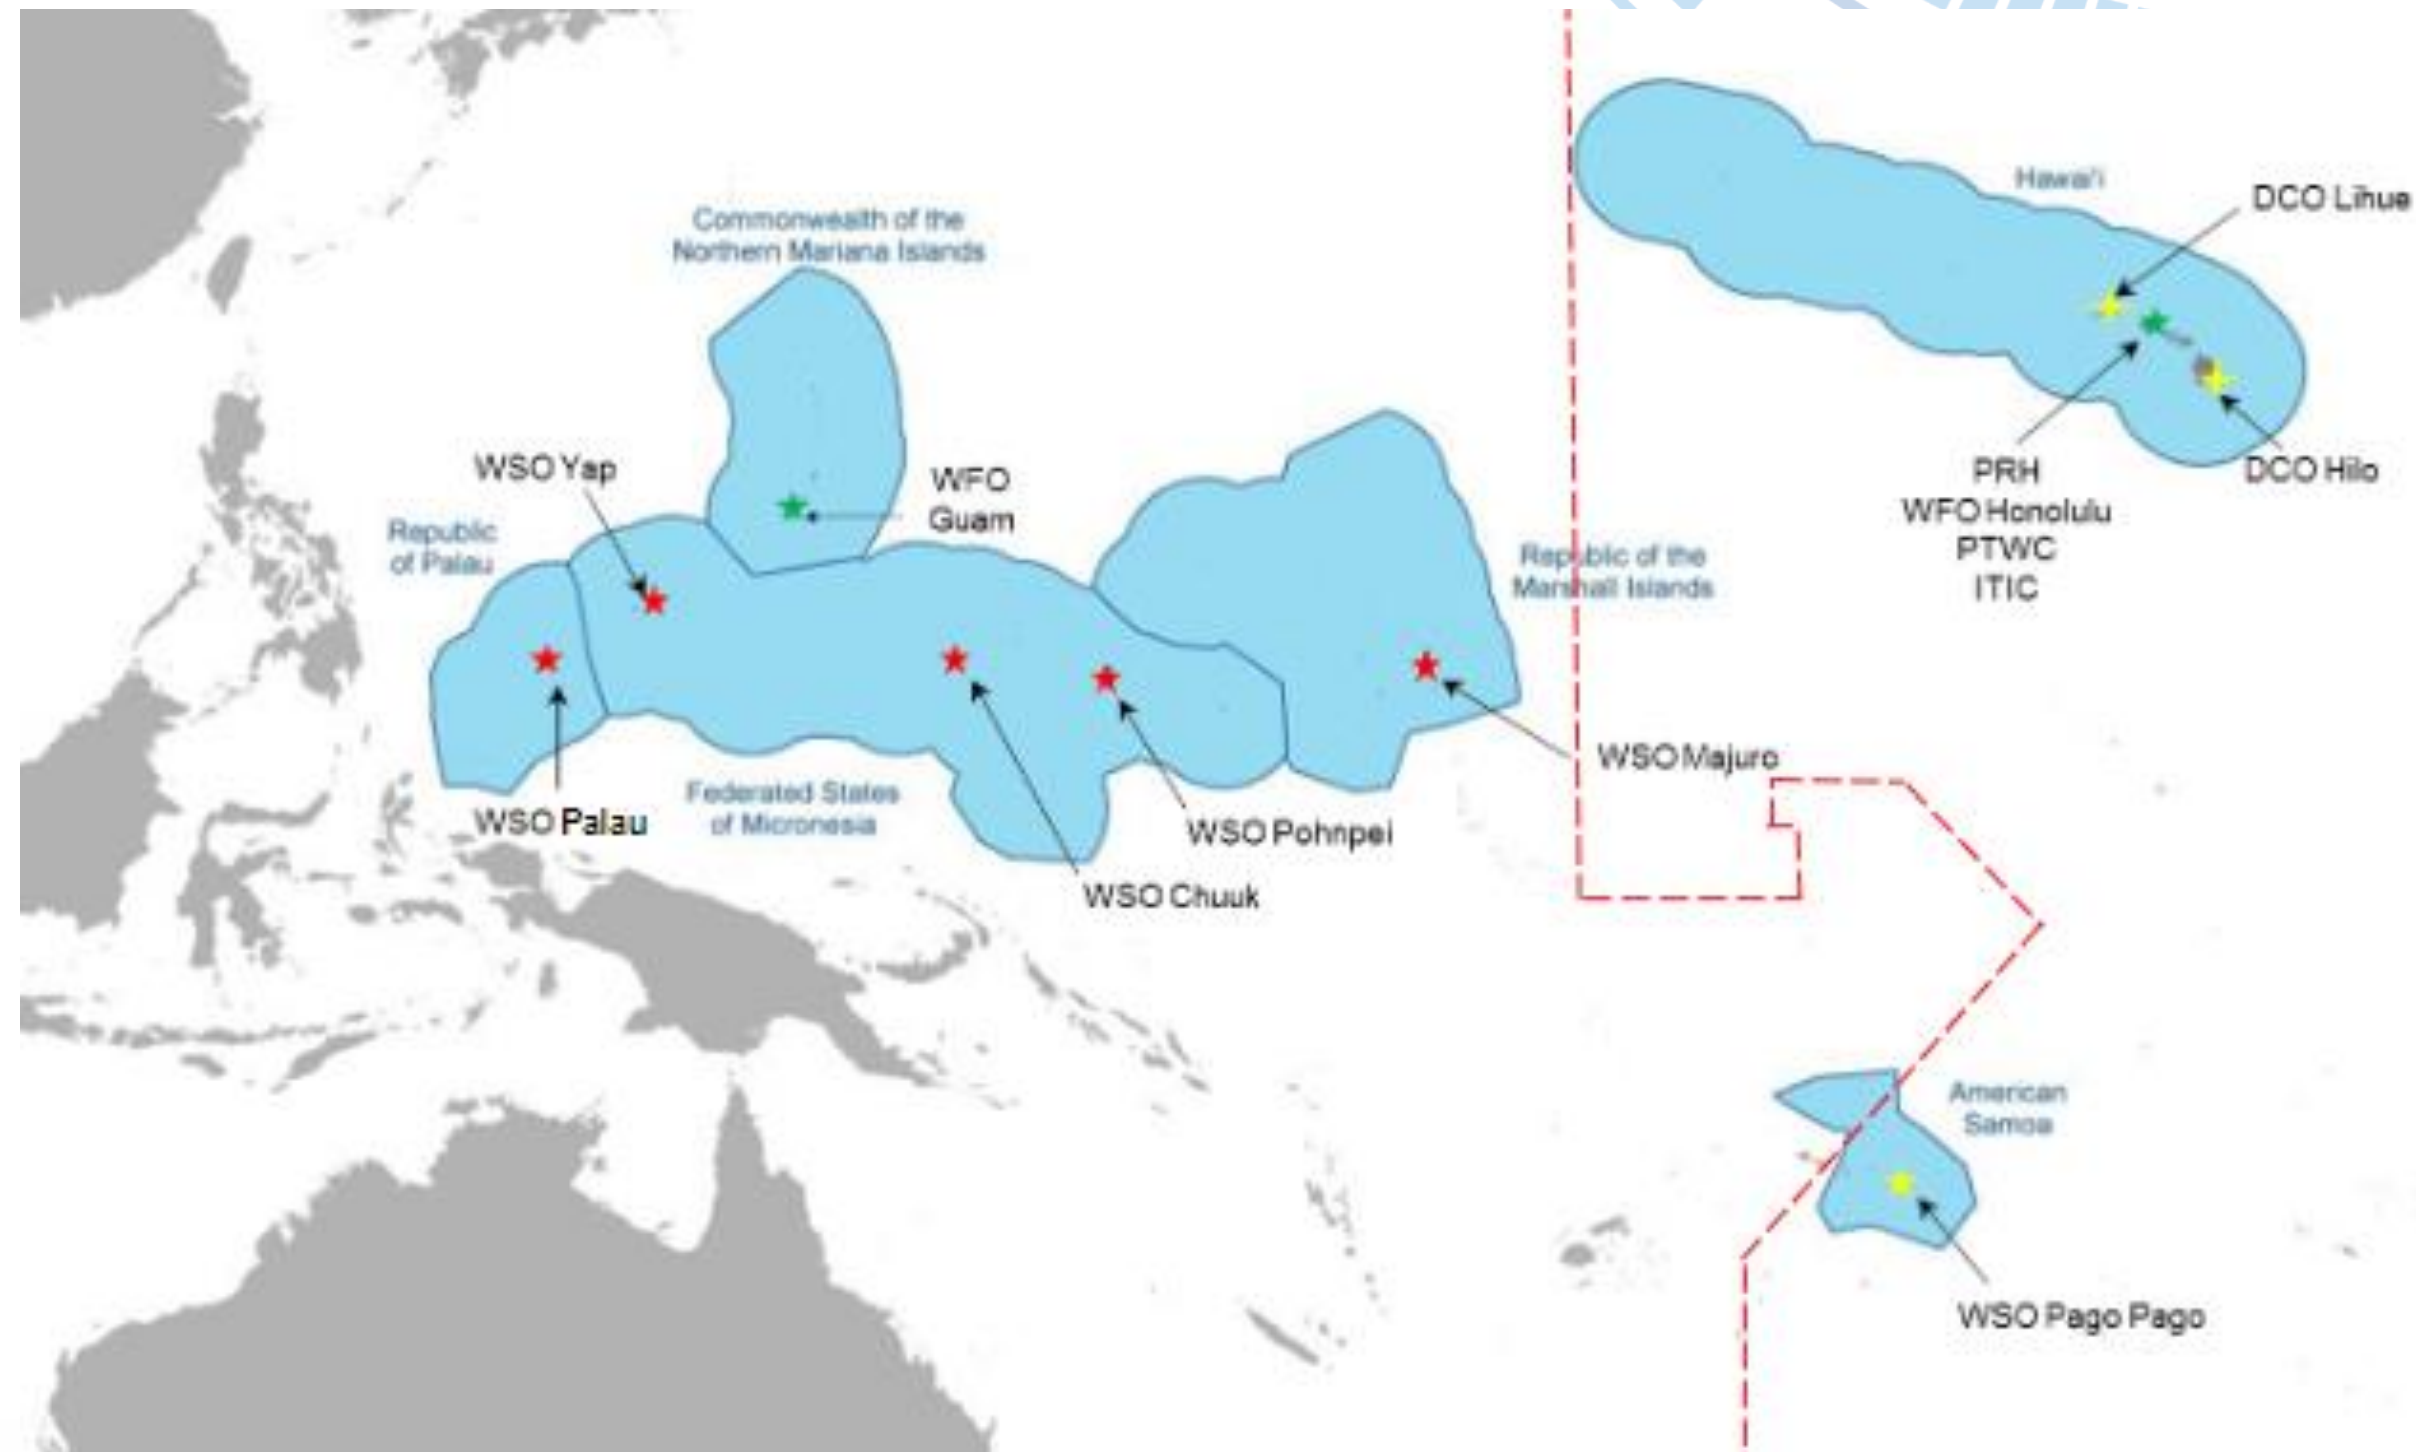 Commonwealth of the
Northern Mariana Islands
Hawai'i
DCO Lihue
WSO Yap
WFO
Guam
Republic
of Palau
PRH
WFO Honolulu
PTWC
ITIC
DCO Hilo
Republic of the
Marshall Islands
WSO Majuro
WSO Palau
Federated States
of Micronesia
WSO Pohnpei
WSO Chuuk
American
Samoa
WSO Pago Pago